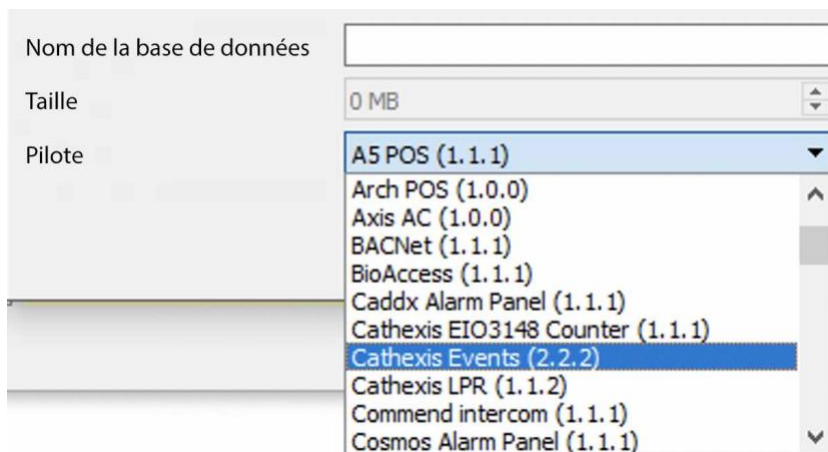 Nom de la base de données
Taille
0 MB
Pilote
A5 POS (1.1.1)
Arch POS (1.0.0)
Axis AC (1.0.0)
BACNet (1.1.1)
BioAccess (1.1.1)
Caddx Alarm Panel (1.1.1)
Cathexis EIO3148 Counter (1.1.1)
Cathexis Events (2.2.2)
Cathexis LPR (1.1.2)
Commend intercom (1.1.1)
Cosmos Alarm Panel (1.1.1)